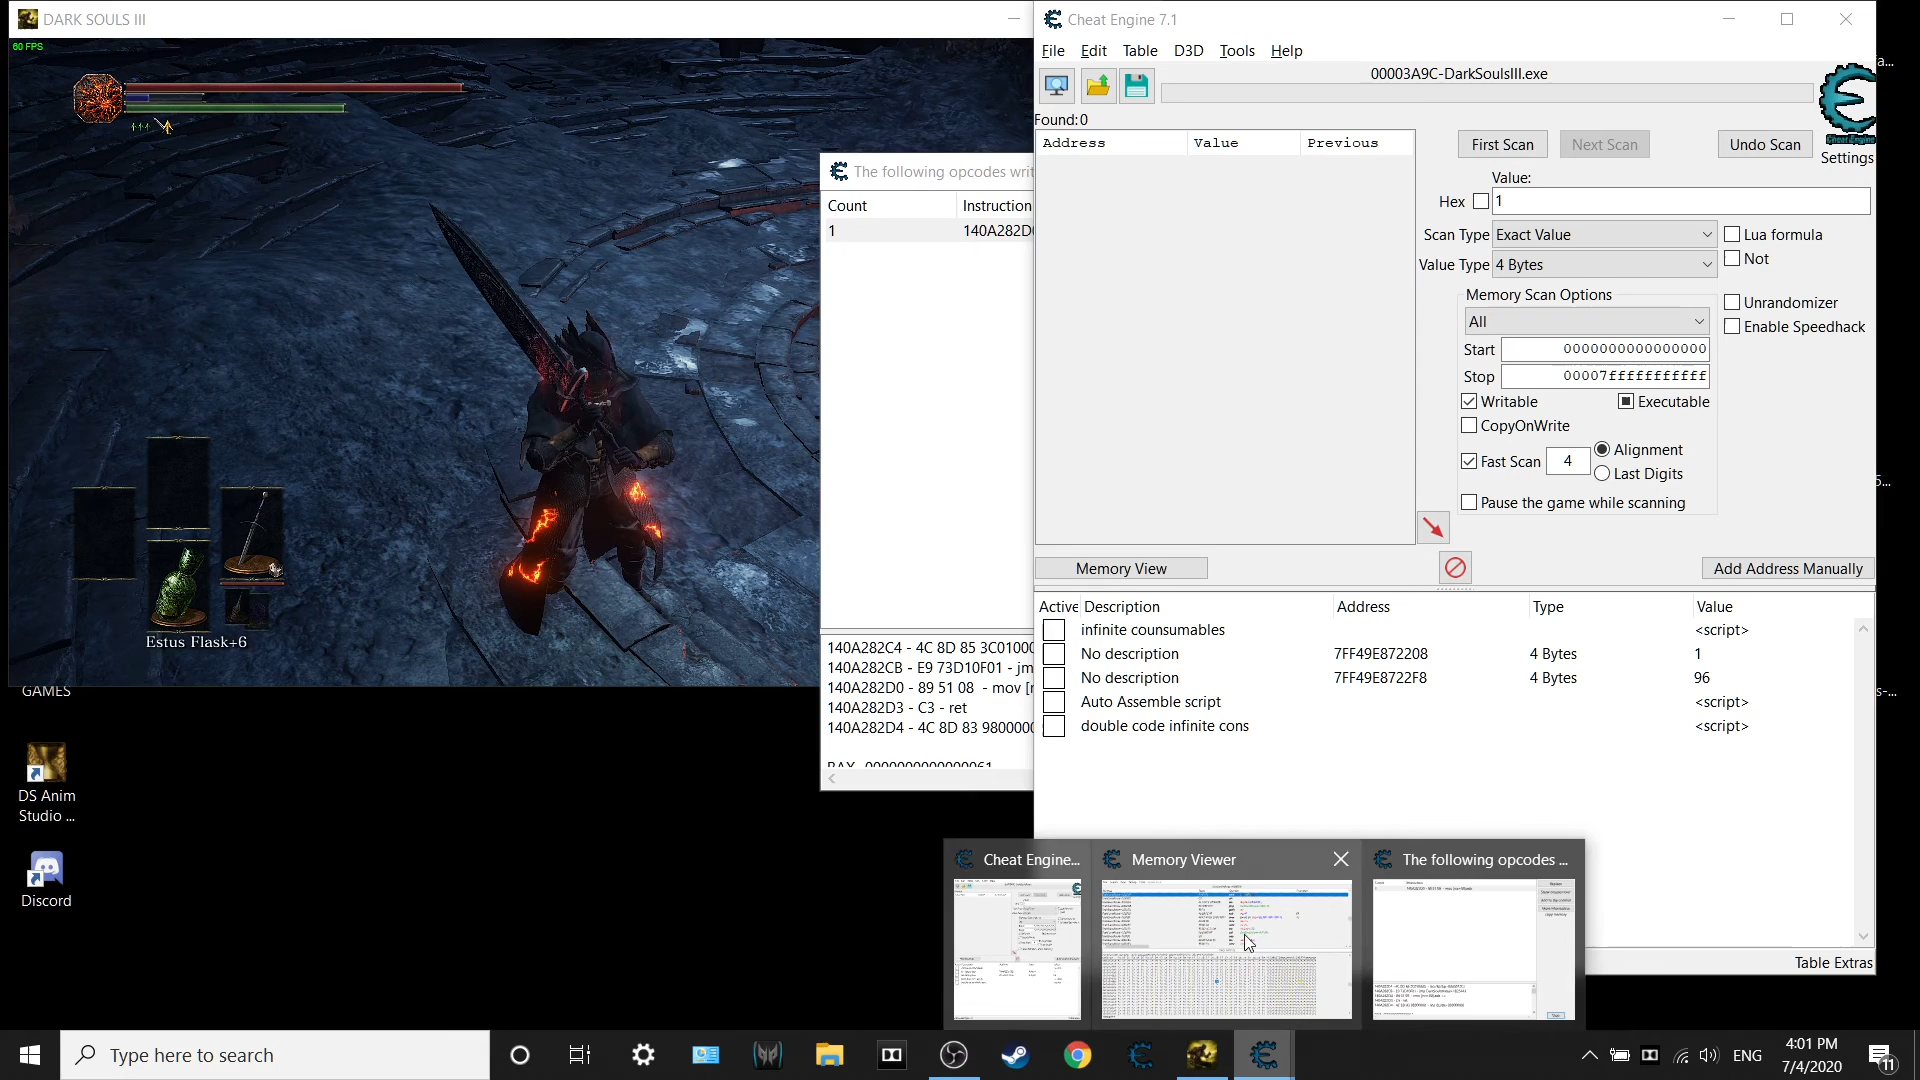 DARK SOULS III
60 FPS
Estus Flask+6
GAMES
DS Anim
Studio ...
Discord
The following opcodes writ
Count
Instruction
1
140A282D
140A282C4 - 4C 8D 85 3C01000
140A282CB - E9 73D10F01 - jm
140A282D0 - 89 51 08 - mov [r
140A282D3 - C3 - ret
140A282D4 - 4C 8D 83 9800000
RAX 0000000000000061
Cheat Engine 7.1
File Edit Table D3D Tools Help
00003A9C-DarkSoulsIII.exe
Found:0
Address Value Previous
First Scan Next Scan Undo Scan
Cheat Engine
Settings
Value:
Hex 1
Scan Type Exact Value Lua formula
Value Type 4 Bytes Not
Memory Scan Options
All
Unrandomizer
Enable Speedhack
Start 0000000000000000
Stop 00007fffffffffff
Writable Executable
CopyOnWrite
Fast Scan 4 Alignment
Last Digits
Pause the game while scanning
Memory View Add Address Manually
Active Description Address Type Value
infinite counsumables <script>
No description 7FF49E872208 4 Bytes 1
No description 7FF49E8722F8 4 Bytes 96
Auto Assemble script <script>
double code infinite cons <script>
Table Extras
Cheat Engine... Memory Viewer The following opcodes ...
Type here to search
ENG
4:01 PM
7/4/2020
11